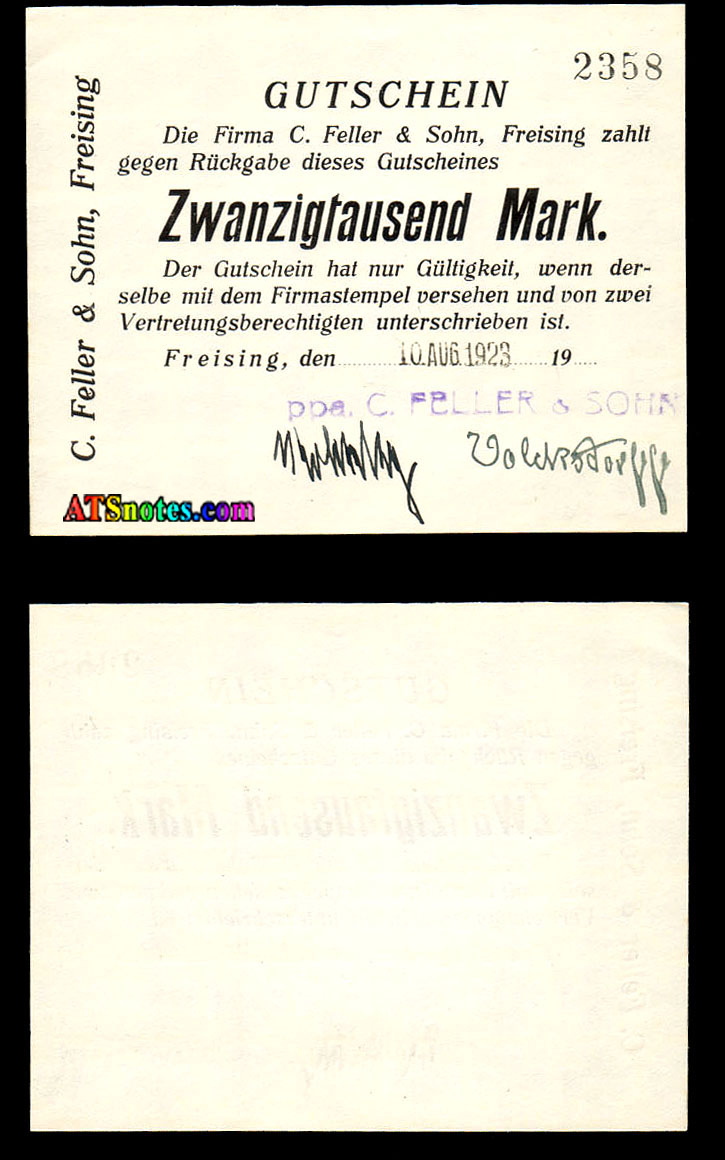 2358
GUTSCHEIN
Die Firma C. Feller & Sohn, Freising zahlt
gegen Rückgabe dieses Gutscheines
Zwanzigtausend Mark.
Der Gutschein hat nur Gültigkeit, wenn der-
selbe mit dem Firmastempel versehen und von zwei
Vertretungsberechtigten unterschrieben ist.
Freising, den 10.AUG.1923 19
ppa. C. FELLER & SOHN
Volckstorff
C. Feller & Sohn, Freising
ATSnotes.com